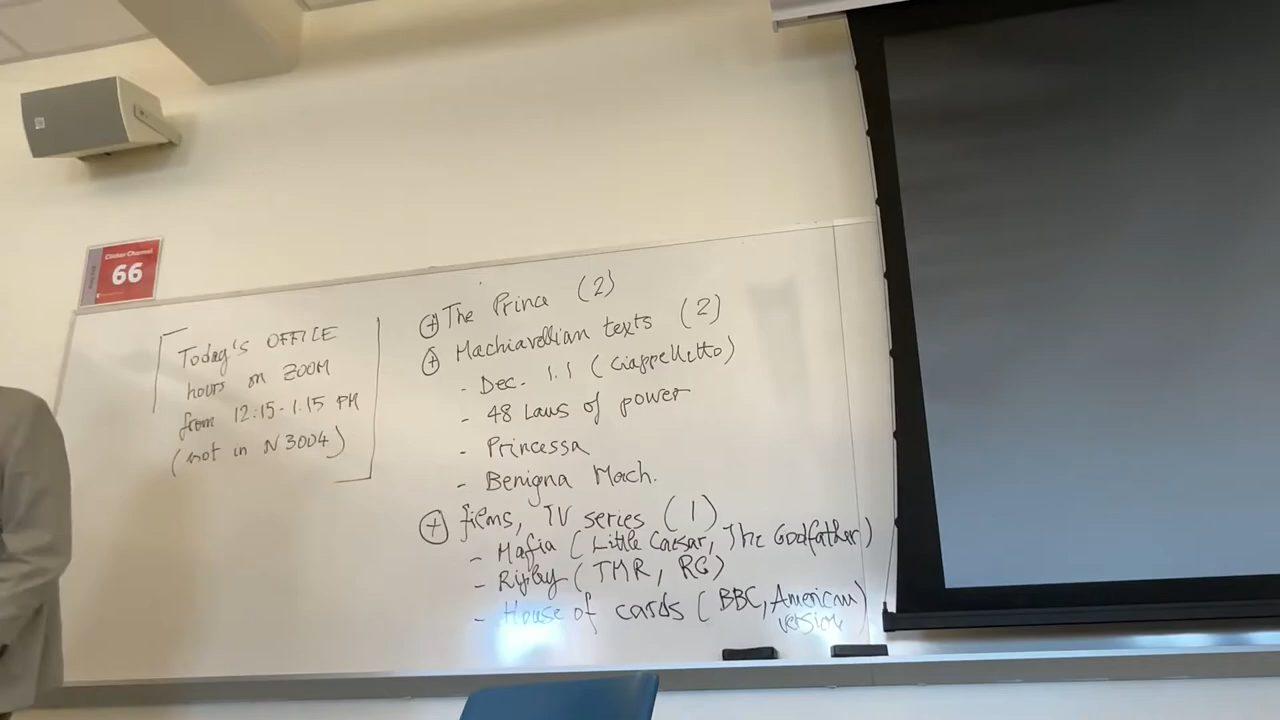 Clicker Channel
66
Today's OFFICE
hours on ZOOM
from 12:15-1:15 PM
(not in N3004)
⊕ The Prince (2)
⊕ Machiavellian texts (2)
- Dec. 1.1 (Ciappelletto)
- 48 Laws of power
- Princessa
- Benigna Mach.
⊕ films, TV series (1)
- Mafia (Little Caesar, The Godfather)
- Ripley (TMR, RG)
- House of cards (BBC, American
version)